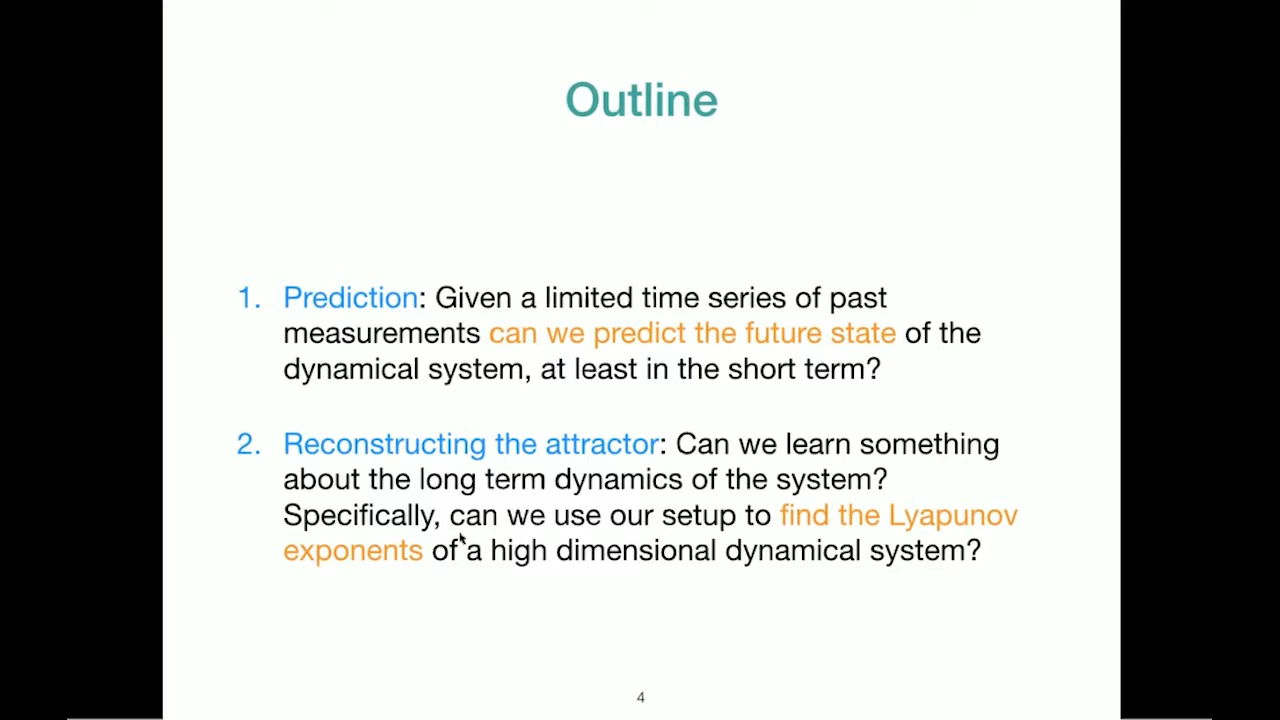 Outline
1. Prediction: Given a limited time series of past
measurements can we predict the future state of the
dynamical system, at least in the short term?
2. Reconstructing the attractor: Can we learn something
about the long term dynamics of the system?
Specifically, can we use our setup to find the Lyapunov
exponents of a high dimensional dynamical system?
4